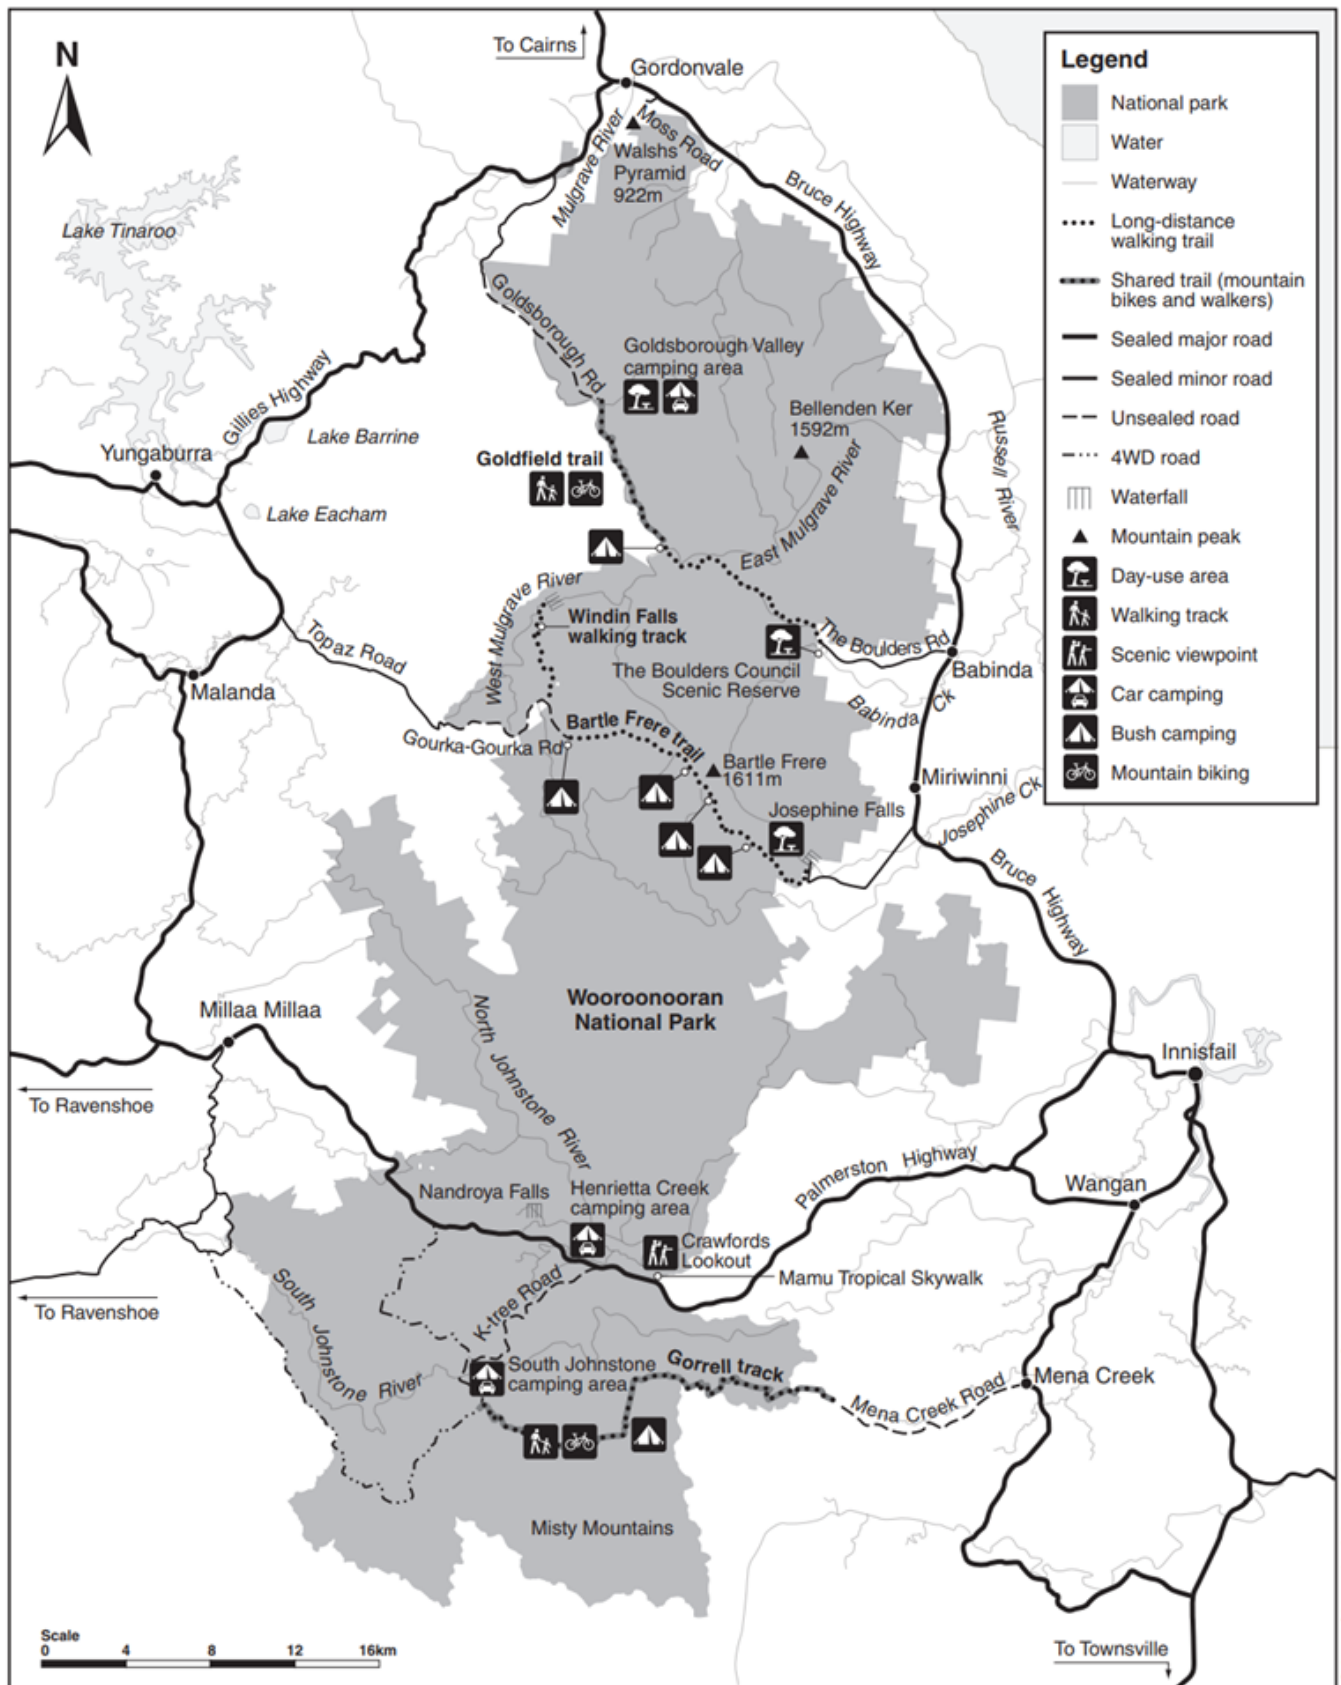 To Cairns
N
Gordonvale
Moss Road
Mulgrave River
Walshs
Pyramid
922m
Bruce Highway
Lake Tinaroo
Goldsborough Rd
Goldsborough Valley
camping area
Gillies Highway
Lake Barrine
Bellenden Ker
1592m
Russell River
Yungaburra
Goldfield trail
Lake Eacham
East Mulgrave River
West Mulgrave River
Windin Falls
walking track
Topaz Road
The Boulders Rd
Babinda
The Boulders Council
Scenic Reserve
Malanda
Babinda Ck
Gourka-Gourka Rd
Bartle Frere trail
Bartle Frere
1611m
Miriwinni
Josephine Ck
Josephine Falls
Bruce Highway
Wooroonooran
National Park
North Johnstone River
Millaa Millaa
Innisfail
To Ravenshoe
Palmerston Highway
Wangan
Nandroya Falls
Henrietta Creek
camping area
Crawfords
Lookout
Mamu Tropical Skywalk
To Ravenshoe
South Johnstone River
K-tree Road
South Johnstone
camping area
Gorrell track
Mena Creek Road
Mena Creek
Misty Mountains
Scale
0 4 8 12 16km
To Townsville
Legend
National park
Water
Waterway
Long-distance
walking trail
Shared trail (mountain
bikes and walkers)
Sealed major road
Sealed minor road
Unsealed road
4WD road
Waterfall
Mountain peak
Day-use area
Walking track
Scenic viewpoint
Car camping
Bush camping
Mountain biking